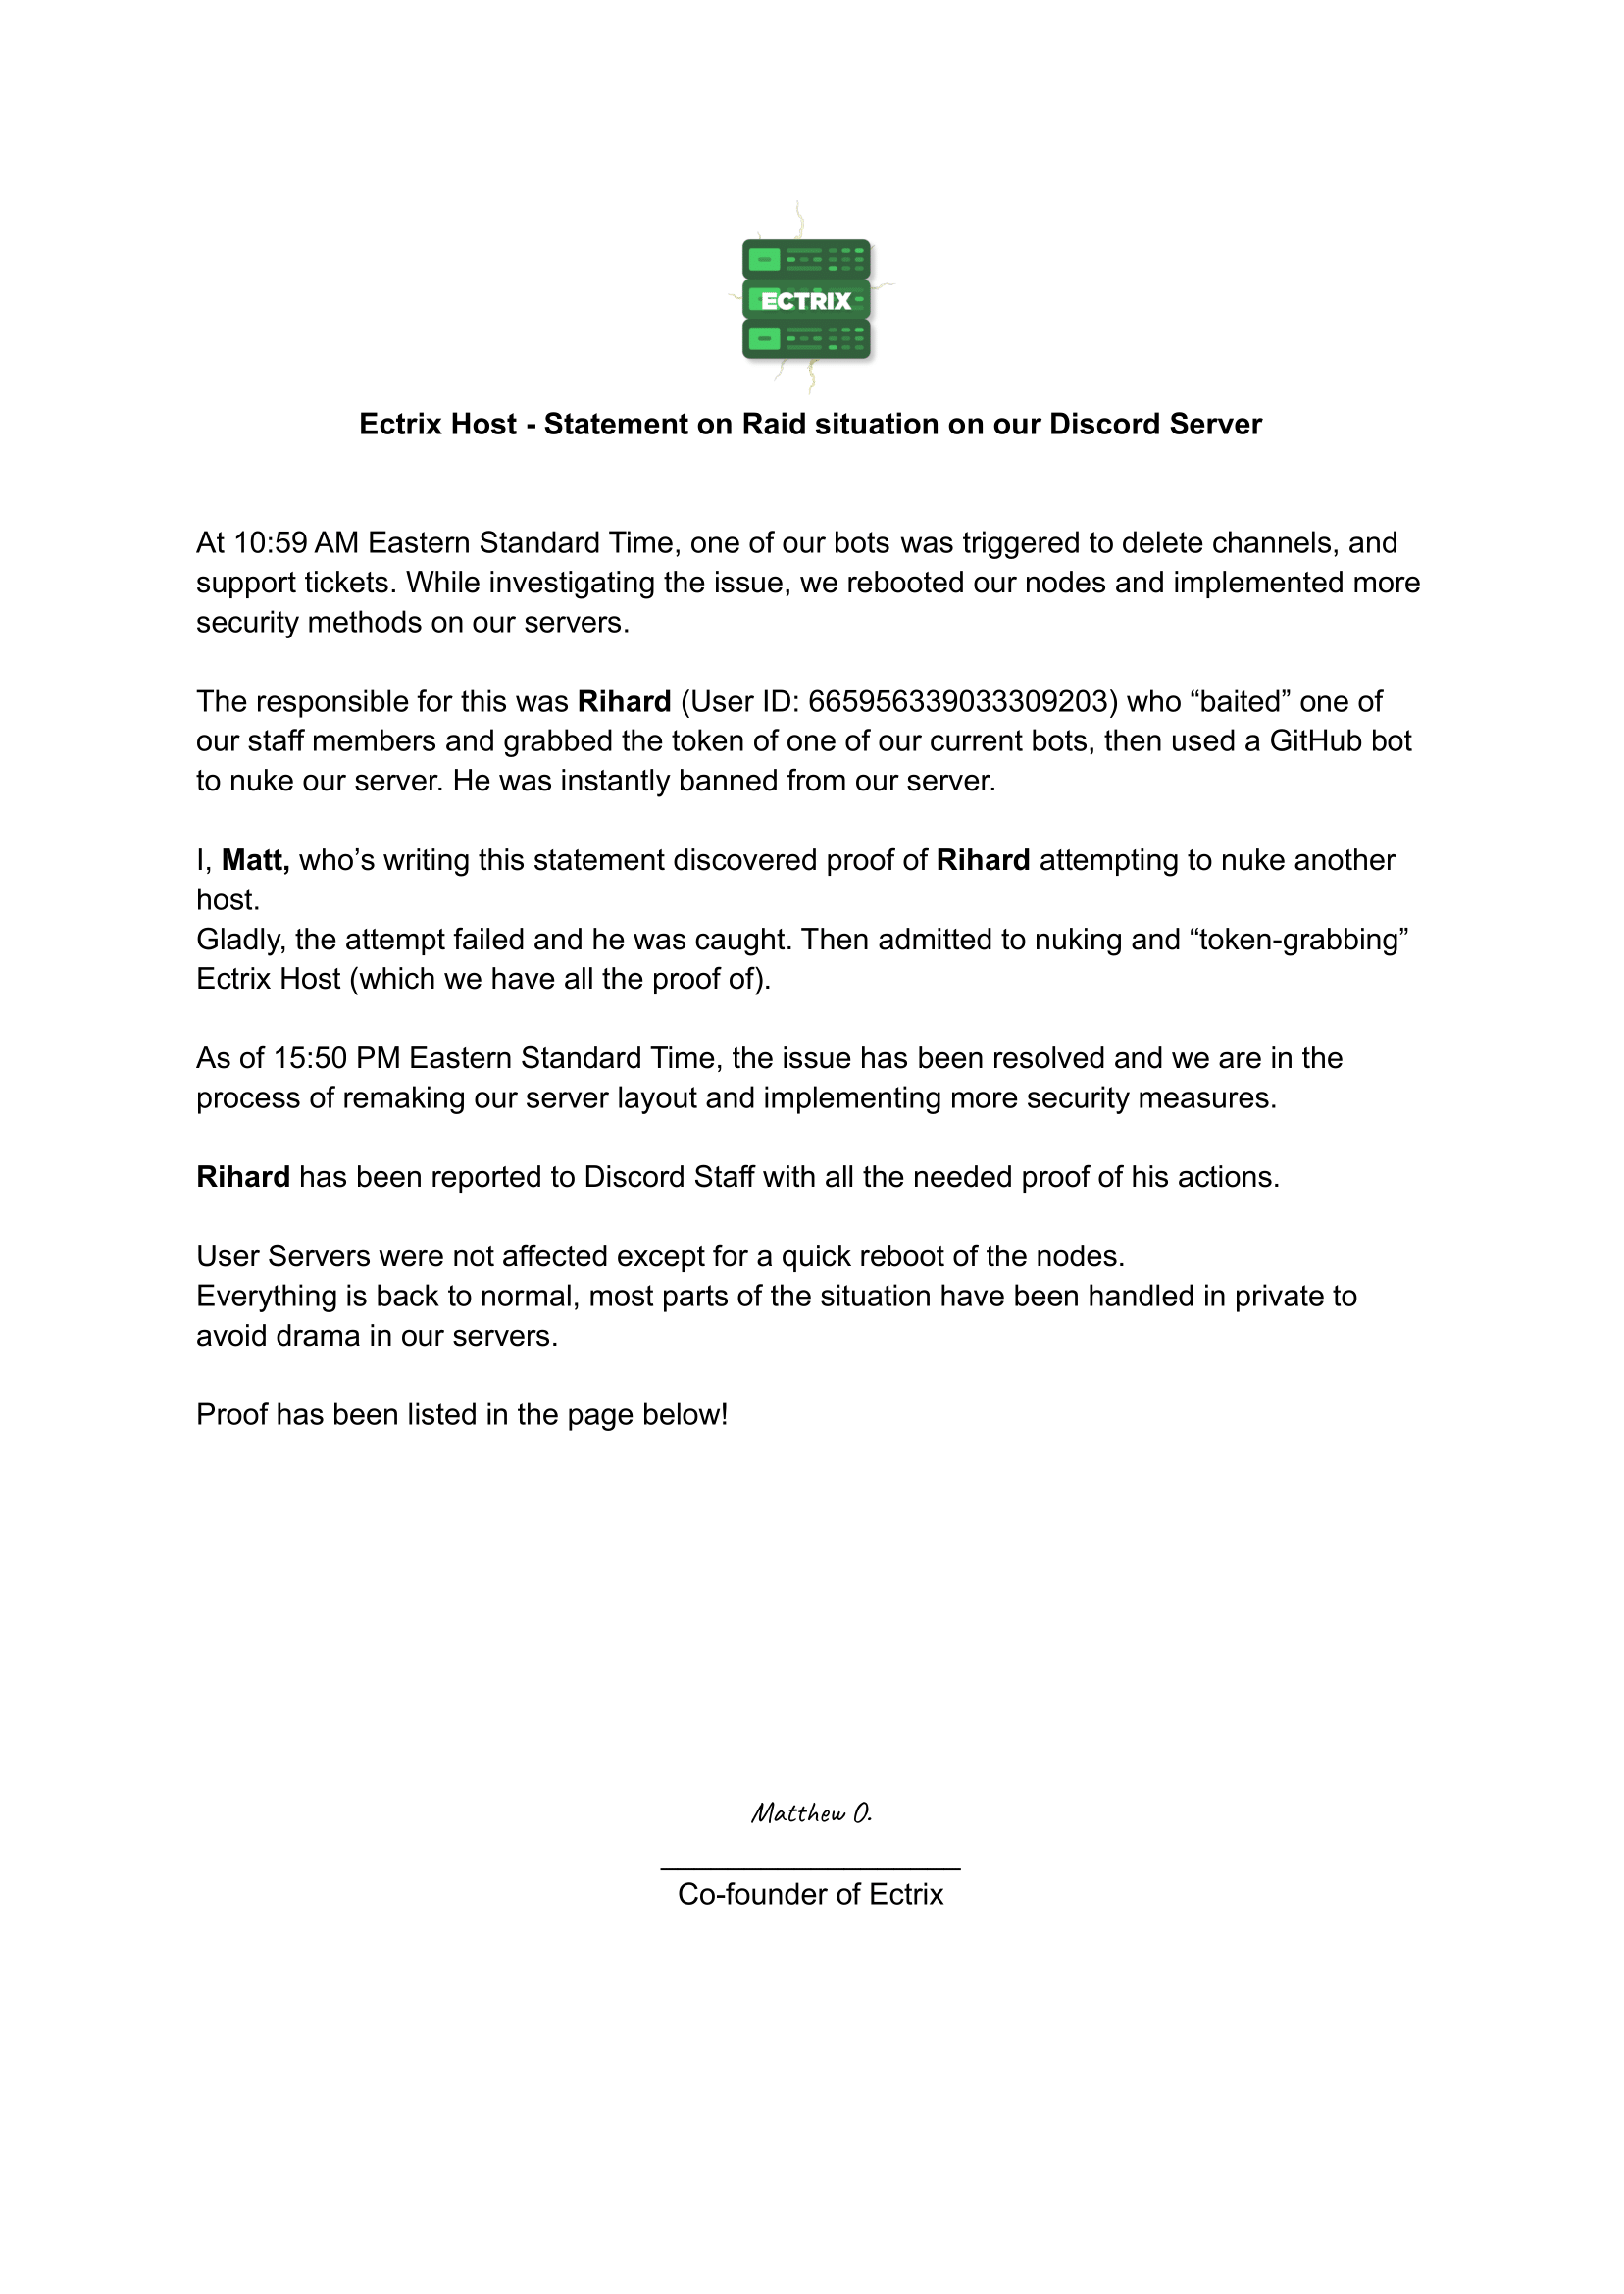 ECTRIX
Ectrix Host - Statement on Raid situation on our Discord Server
At 10:59 AM Eastern Standard Time, one of our bots was triggered to delete channels, and
support tickets. While investigating the issue, we rebooted our nodes and implemented more
security methods on our servers.
The responsible for this was Rihard (User ID: 665956339033309203) who “baited” one of
our staff members and grabbed the token of one of our current bots, then used a GitHub bot
to nuke our server. He was instantly banned from our server.
I, Matt, who’s writing this statement discovered proof of Rihard attempting to nuke another
host.
Gladly, the attempt failed and he was caught. Then admitted to nuking and “token-grabbing”
Ectrix Host (which we have all the proof of).
As of 15:50 PM Eastern Standard Time, the issue has been resolved and we are in the
process of remaking our server layout and implementing more security measures.
Rihard has been reported to Discord Staff with all the needed proof of his actions.
User Servers were not affected except for a quick reboot of the nodes.
Everything is back to normal, most parts of the situation have been handled in private to
avoid drama in our servers.
Proof has been listed in the page below!
Matthew O.
Co-founder of Ectrix